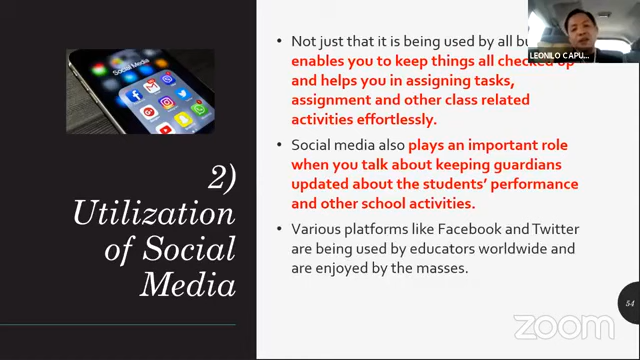 2)
Utilization
of Social
Media
Social Media
• Not just that it is being used by all
enables you to keep things all checked up
and helps you in assigning tasks,
assignment and other class related
activities effortlessly.
• Social media also plays an important role
when you talk about keeping guardians
updated about the students’ performance
and other school activities.
• Various platforms like Facebook and Twitter
are being used by educators worldwide and
are enjoyed by the masses.
LEONILO CAPU...
54
zoom